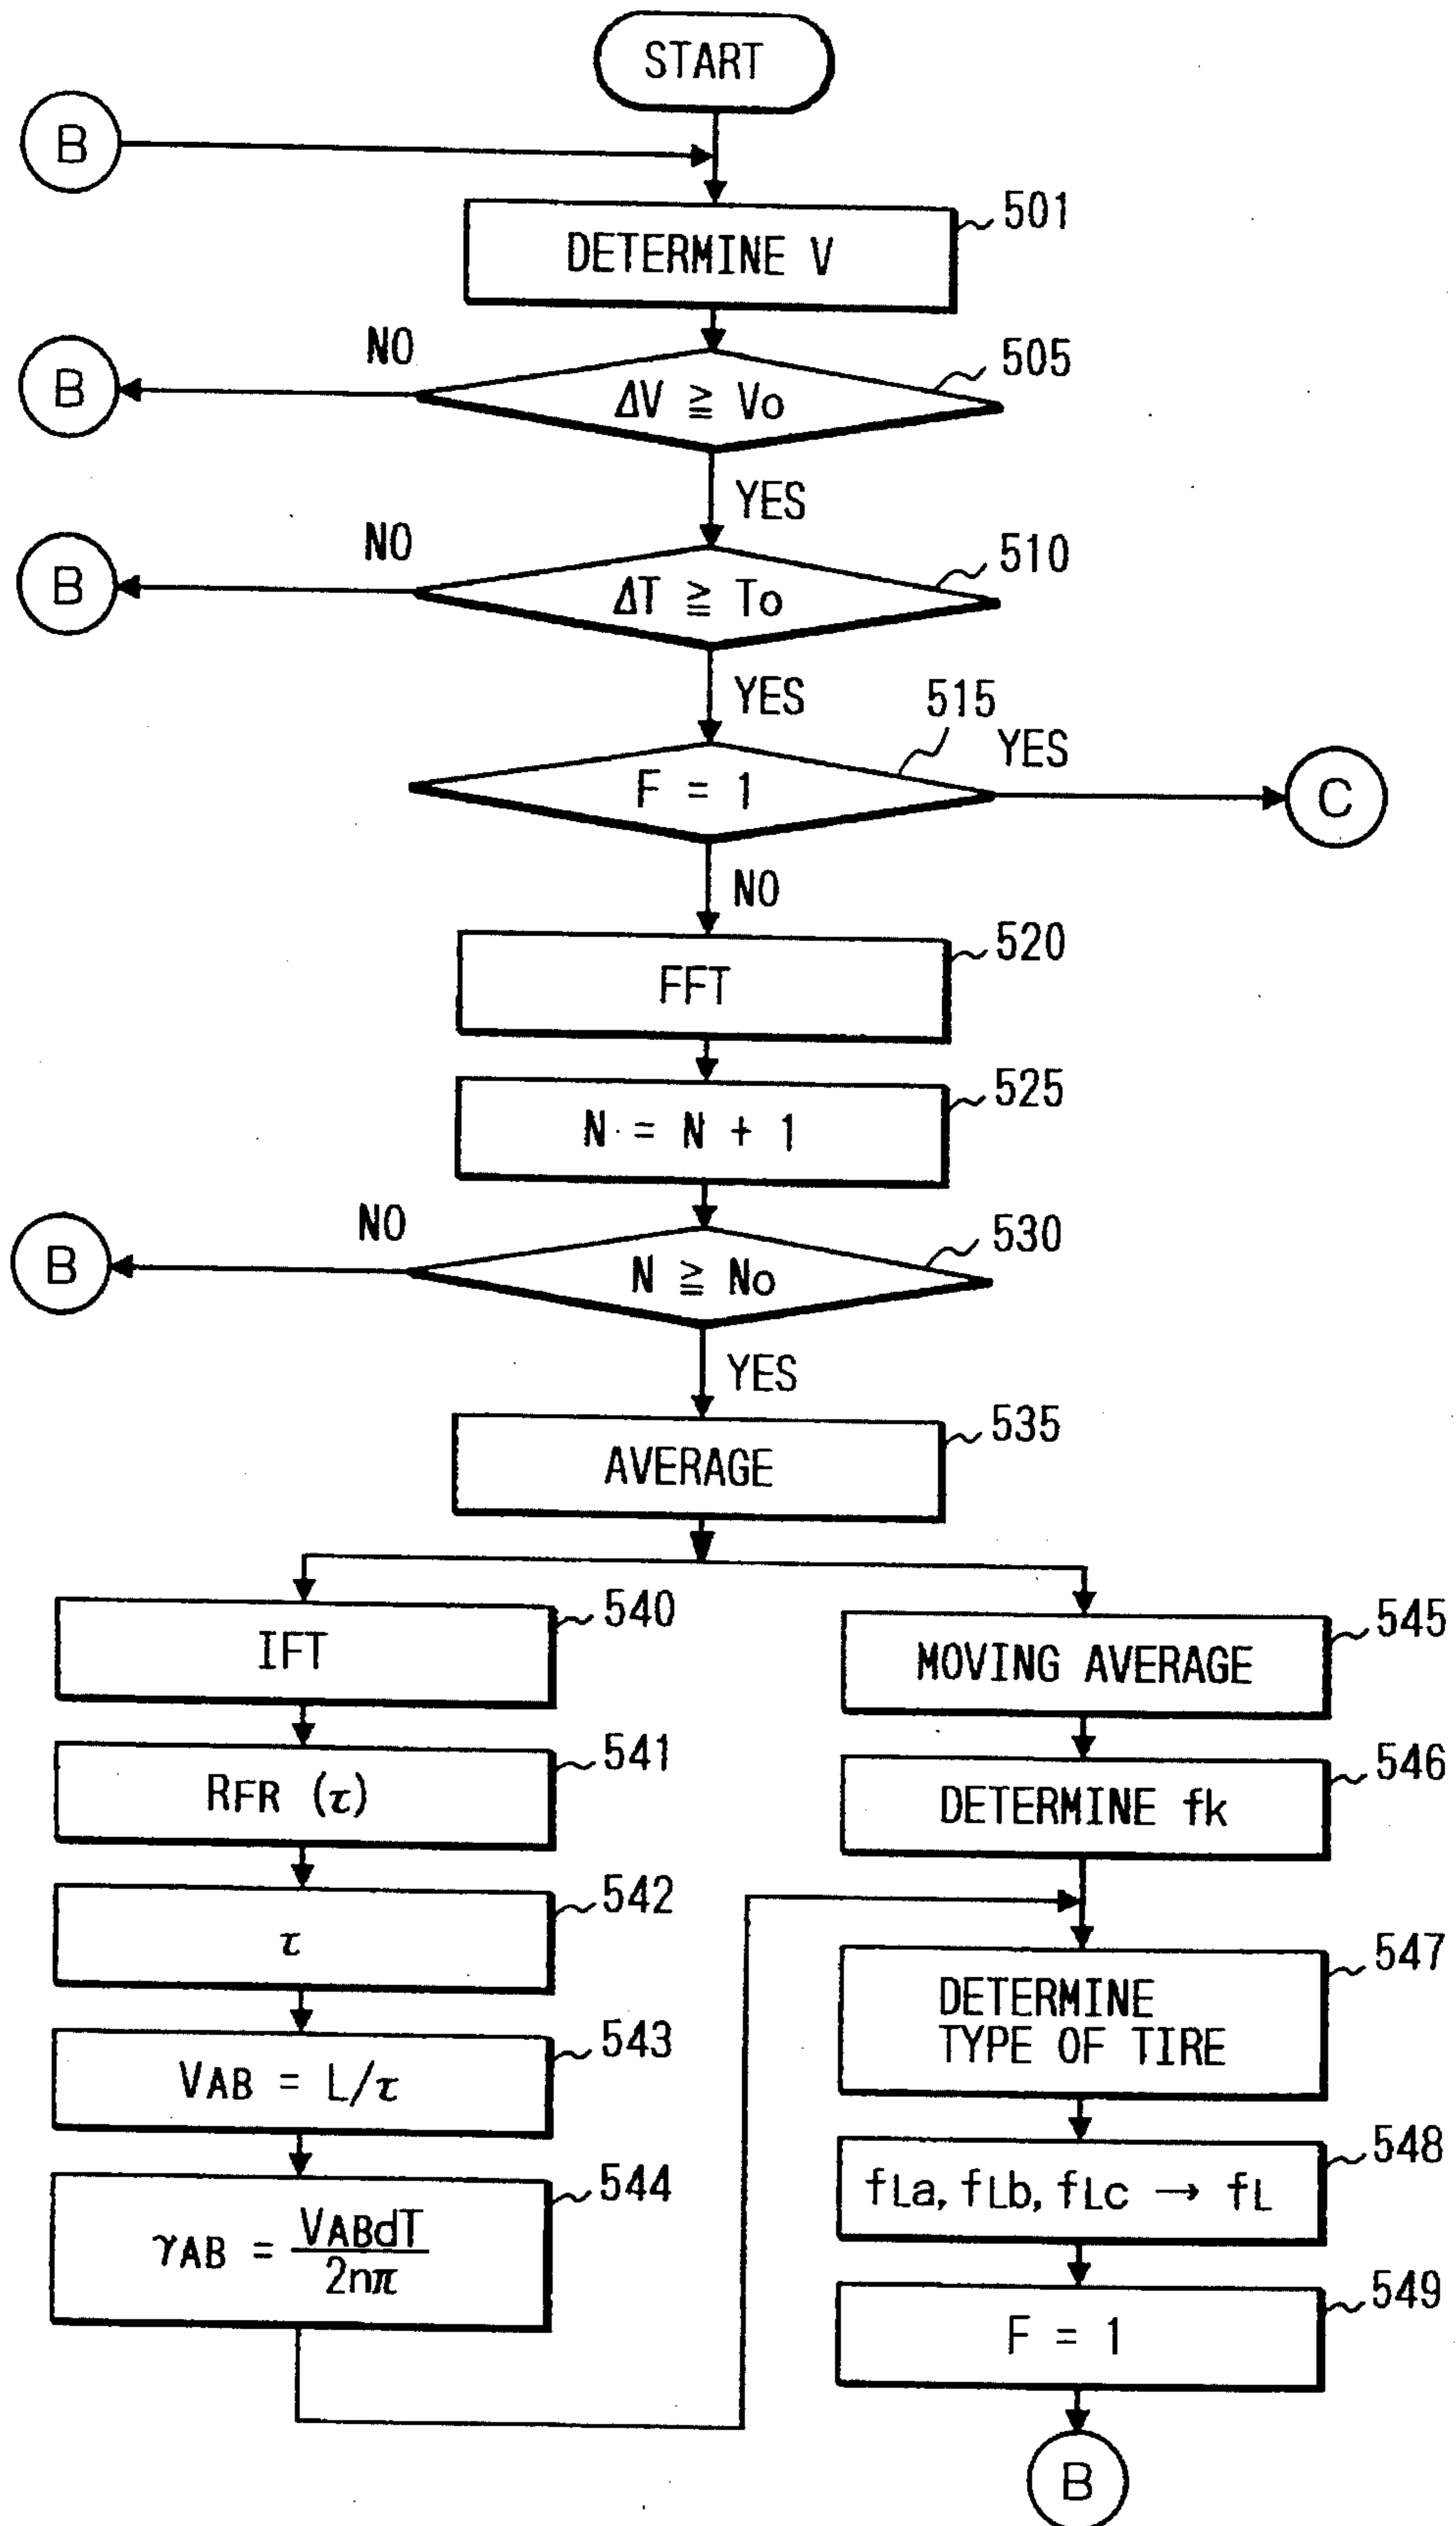 START
B
501
DETERMINE V
NO
505
B
ΔV ≧ Vo
YES
NO
510
B
ΔT ≧ To
YES
515
YES
F = 1
C
NO
520
FFT
525
N = N + 1
NO
530
B
N ≧ No
YES
535
AVERAGE
540
IFT
545
MOVING AVERAGE
541
RFR (τ)
546
DETERMINE fk
542
τ
547
DETERMINE
TYPE OF TIRE
543
VAB = L/τ
548
fLa, fLb, fLc → fL
544
γAB = VABdT
2nπ
549
F = 1
B